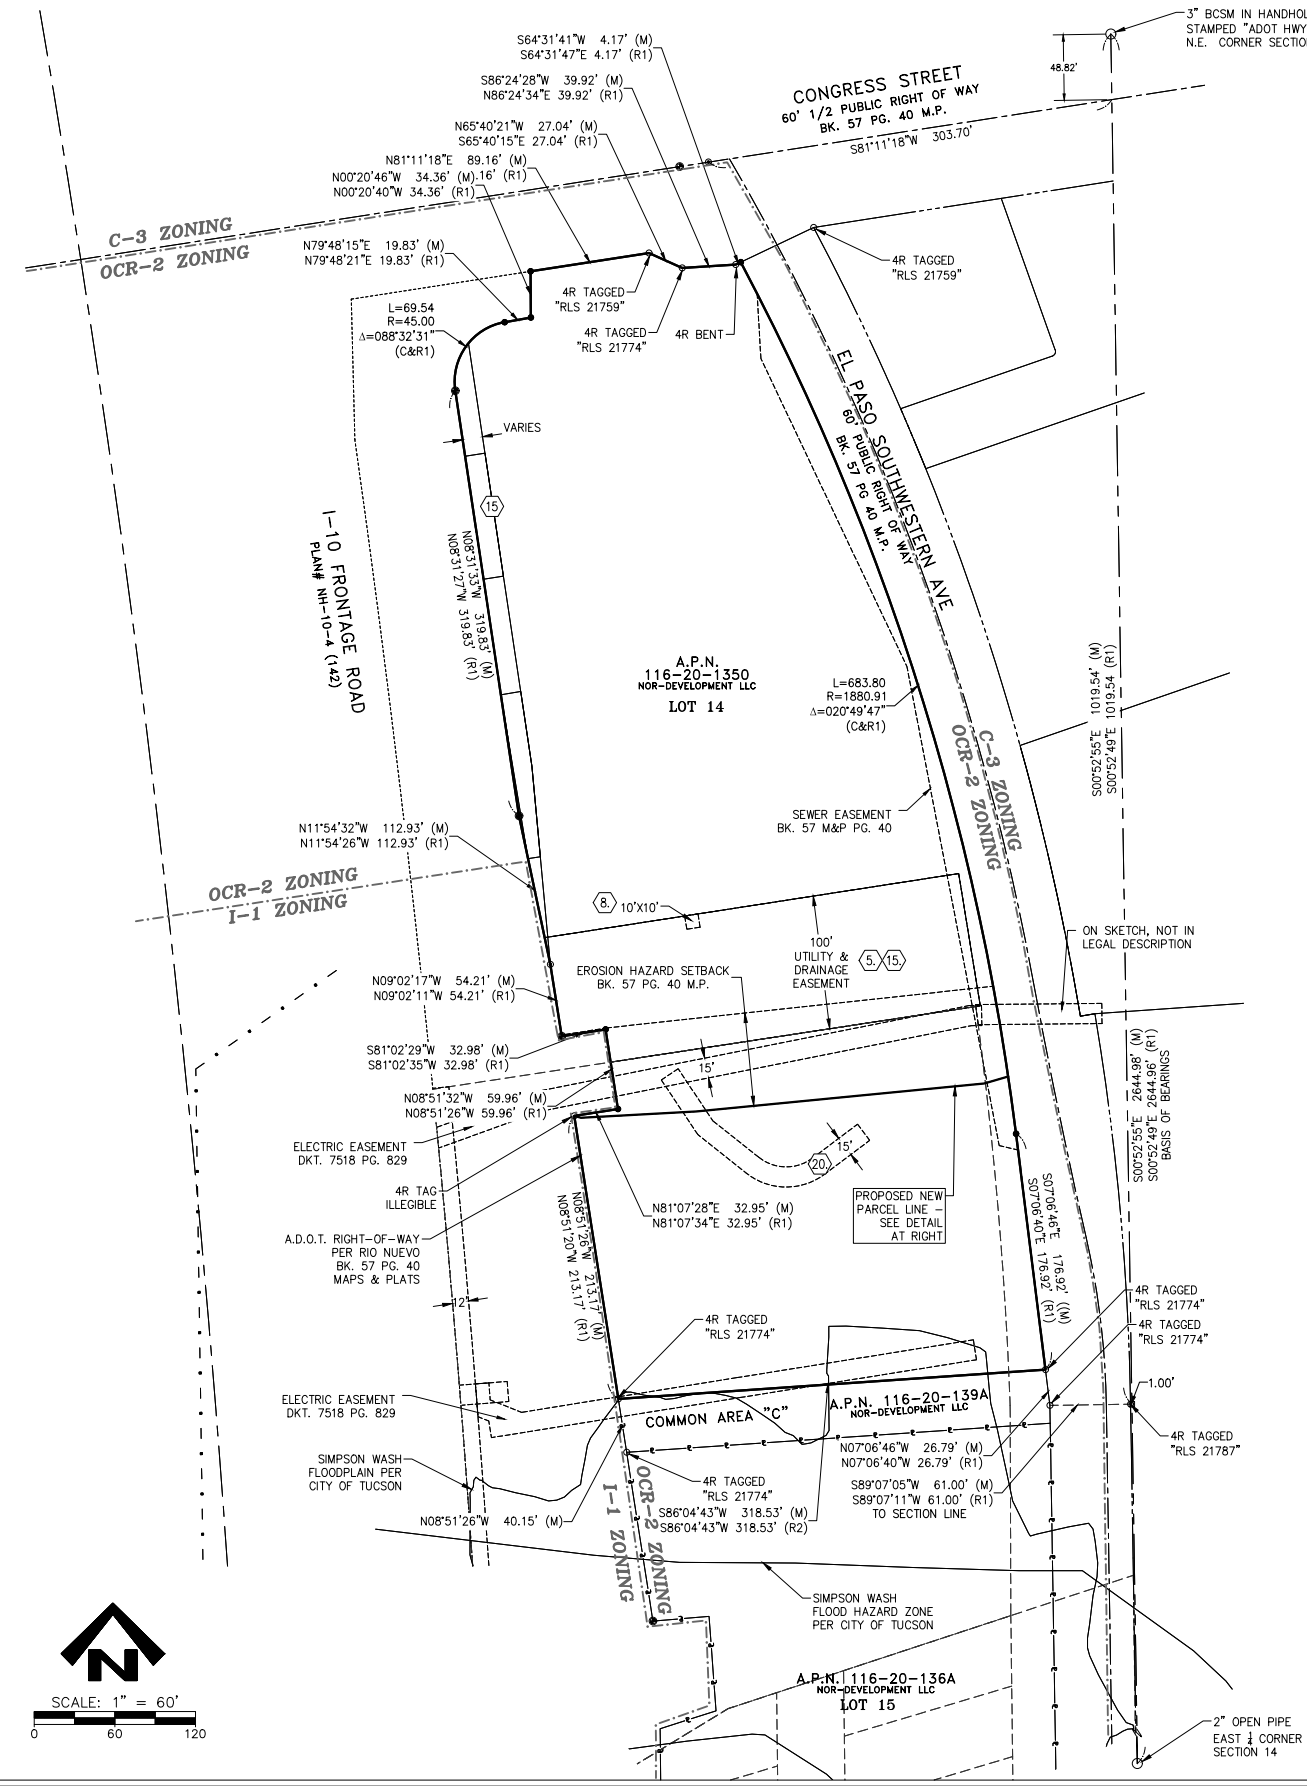 3" BCSM IN HANDHOL
STAMPED "ADOT HWY
N.E. CORNER SECTIO
48.82'
S64°31'41"W 4.17' (M)
S64°31'47"E 4.17' (R1)
S86°24'28"W 39.92' (M)
N86°24'34"E 39.92' (R1)
N65°40'21"W 27.04' (M)
S65°40'15"E 27.04' (R1)
N81°11'18"E 89.16' (M)
N00°20'46"W 34.36' (M) .16' (R1)
N00°20'40"W 34.36' (R1)
CONGRESS STREET
60' 1/2 PUBLIC RIGHT OF WAY
BK. 57 PG. 40 M.P.
S81°11'18"W 303.70'
C-3 ZONING
OCR-2 ZONING
N79°48'15"E 19.83' (M)
N79°48'21"E 19.83' (R1)
4R TAGGED
"RLS 21759"
4R TAGGED
"RLS 21759"
4R TAGGED
"RLS 21774"
4R BENT
L=69.54
R=45.00
Δ=088°32'31"
(C&R1)
VARIES
15
EL PASO SOUTHWESTERN AVE
60' PUBLIC RIGHT OF WAY
BK. 57 PG 40 M.P.
I-10 FRONTAGE ROAD
PLAN# NH-10-4 (142)
N08°31'33"W 319.83' (M)
N08°31'27"W 319.83' (R1)
A.P.N.
116-20-1350
NOR-DEVELOPMENT LLC
LOT 14
L=683.80
R=1880.91
Δ=020°49'47"
(C&R1)
S00°52'55"E 1019.54' (M)
S00°52'49"E 1019.54 (R1)
C-3 ZONING
OCR-2 ZONING
SEWER EASEMENT
BK. 57 M&P PG. 40
N11°54'32"W 112.93' (M)
N11°54'26"W 112.93' (R1)
OCR-2 ZONING
I-1 ZONING
8.
10'X10'
100'
UTILITY &
DRAINAGE
EASEMENT
5.
15.
ON SKETCH, NOT IN
LEGAL DESCRIPTION
EROSION HAZARD SETBACK
BK. 57 PG. 40 M.P.
N09°02'17"W 54.21' (M)
N09°02'11"W 54.21' (R1)
S81°02'29"W 32.98' (M)
S81°02'35"W 32.98' (R1)
15'
N08°51'32"W 59.96' (M)
N08°51'26"W 59.96' (R1)
S00°52'55"E 2644.98' (M)
S00°52'49"E 2644.96' (R1)
BASIS OF BEARINGS
ELECTRIC EASEMENT
DKT. 7518 PG. 829
15'
20.
4R TAG
ILLEGIBLE
N81°07'28"E 32.95' (M)
N81°07'34"E 32.95' (R1)
PROPOSED NEW
PARCEL LINE -
SEE DETAIL
AT RIGHT
S07°06'46"E 176.92' ((M)
S07°06'40"E 176.92' (R1)
A.D.O.T. RIGHT-OF-WAY
PER RIO NUEVO
BK. 57 PG. 40
MAPS & PLATS
N08°51'26"W 213.17' (M)
N08°51'20"W 213.17' (R1)
12'
4R TAGGED
"RLS 21774"
4R TAGGED
"RLS 21774"
4R TAGGED
"RLS 21774"
1.00'
ELECTRIC EASEMENT
DKT. 7518 PG. 829
COMMON AREA "C"
A.P.N. 116-20-139A
NOR-DEVELOPMENT LLC
4R TAGGED
"RLS 21787"
N07°06'46"W 26.79' (M)
N07°06'40"W 26.79' (R1)
SIMPSON WASH
FLOODPLAIN PER
CITY OF TUCSON
4R TAGGED
"RLS 21774"
S89°07'05"W 61.00' (M)
S89°07'11"W 61.00' (R1)
TO SECTION LINE
S86°04'43"W 318.53' (M)
S86°04'43"W 318.53' (R2)
N08°51'26"W 40.15' (M)
OCR-2 ZONING
I-1 ZONING
SIMPSON WASH
FLOOD HAZARD ZONE
PER CITY OF TUCSON
A.P.N. 116-20-136A
NOR-DEVELOPMENT LLC
LOT 15
N
SCALE: 1" = 60'
0 60 120
2" OPEN PIPE
EAST 1/4 CORNER
SECTION 14